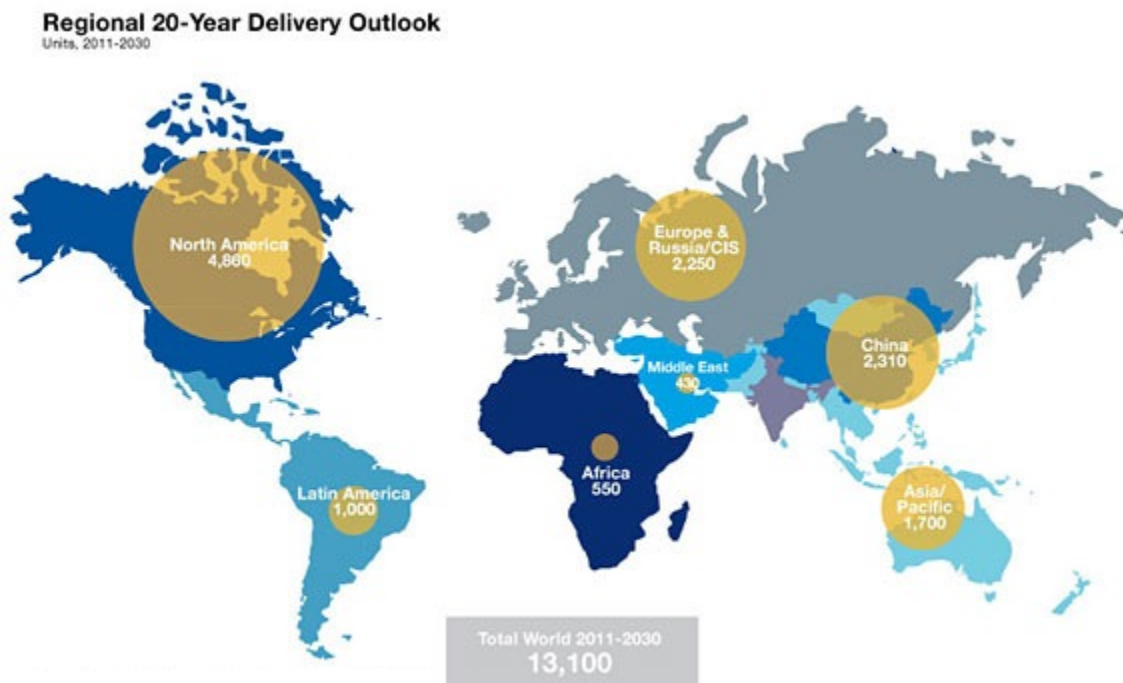 Regional 20-Year Delivery Outlook
Units, 2011-2030
North America
4,860
Europe &
Russia/CIS
2,250
China
2,310
Middle East
430
Africa
550
Latin America
1,000
Asia/
Pacific
1,700
Total World 2011-2030
13,100